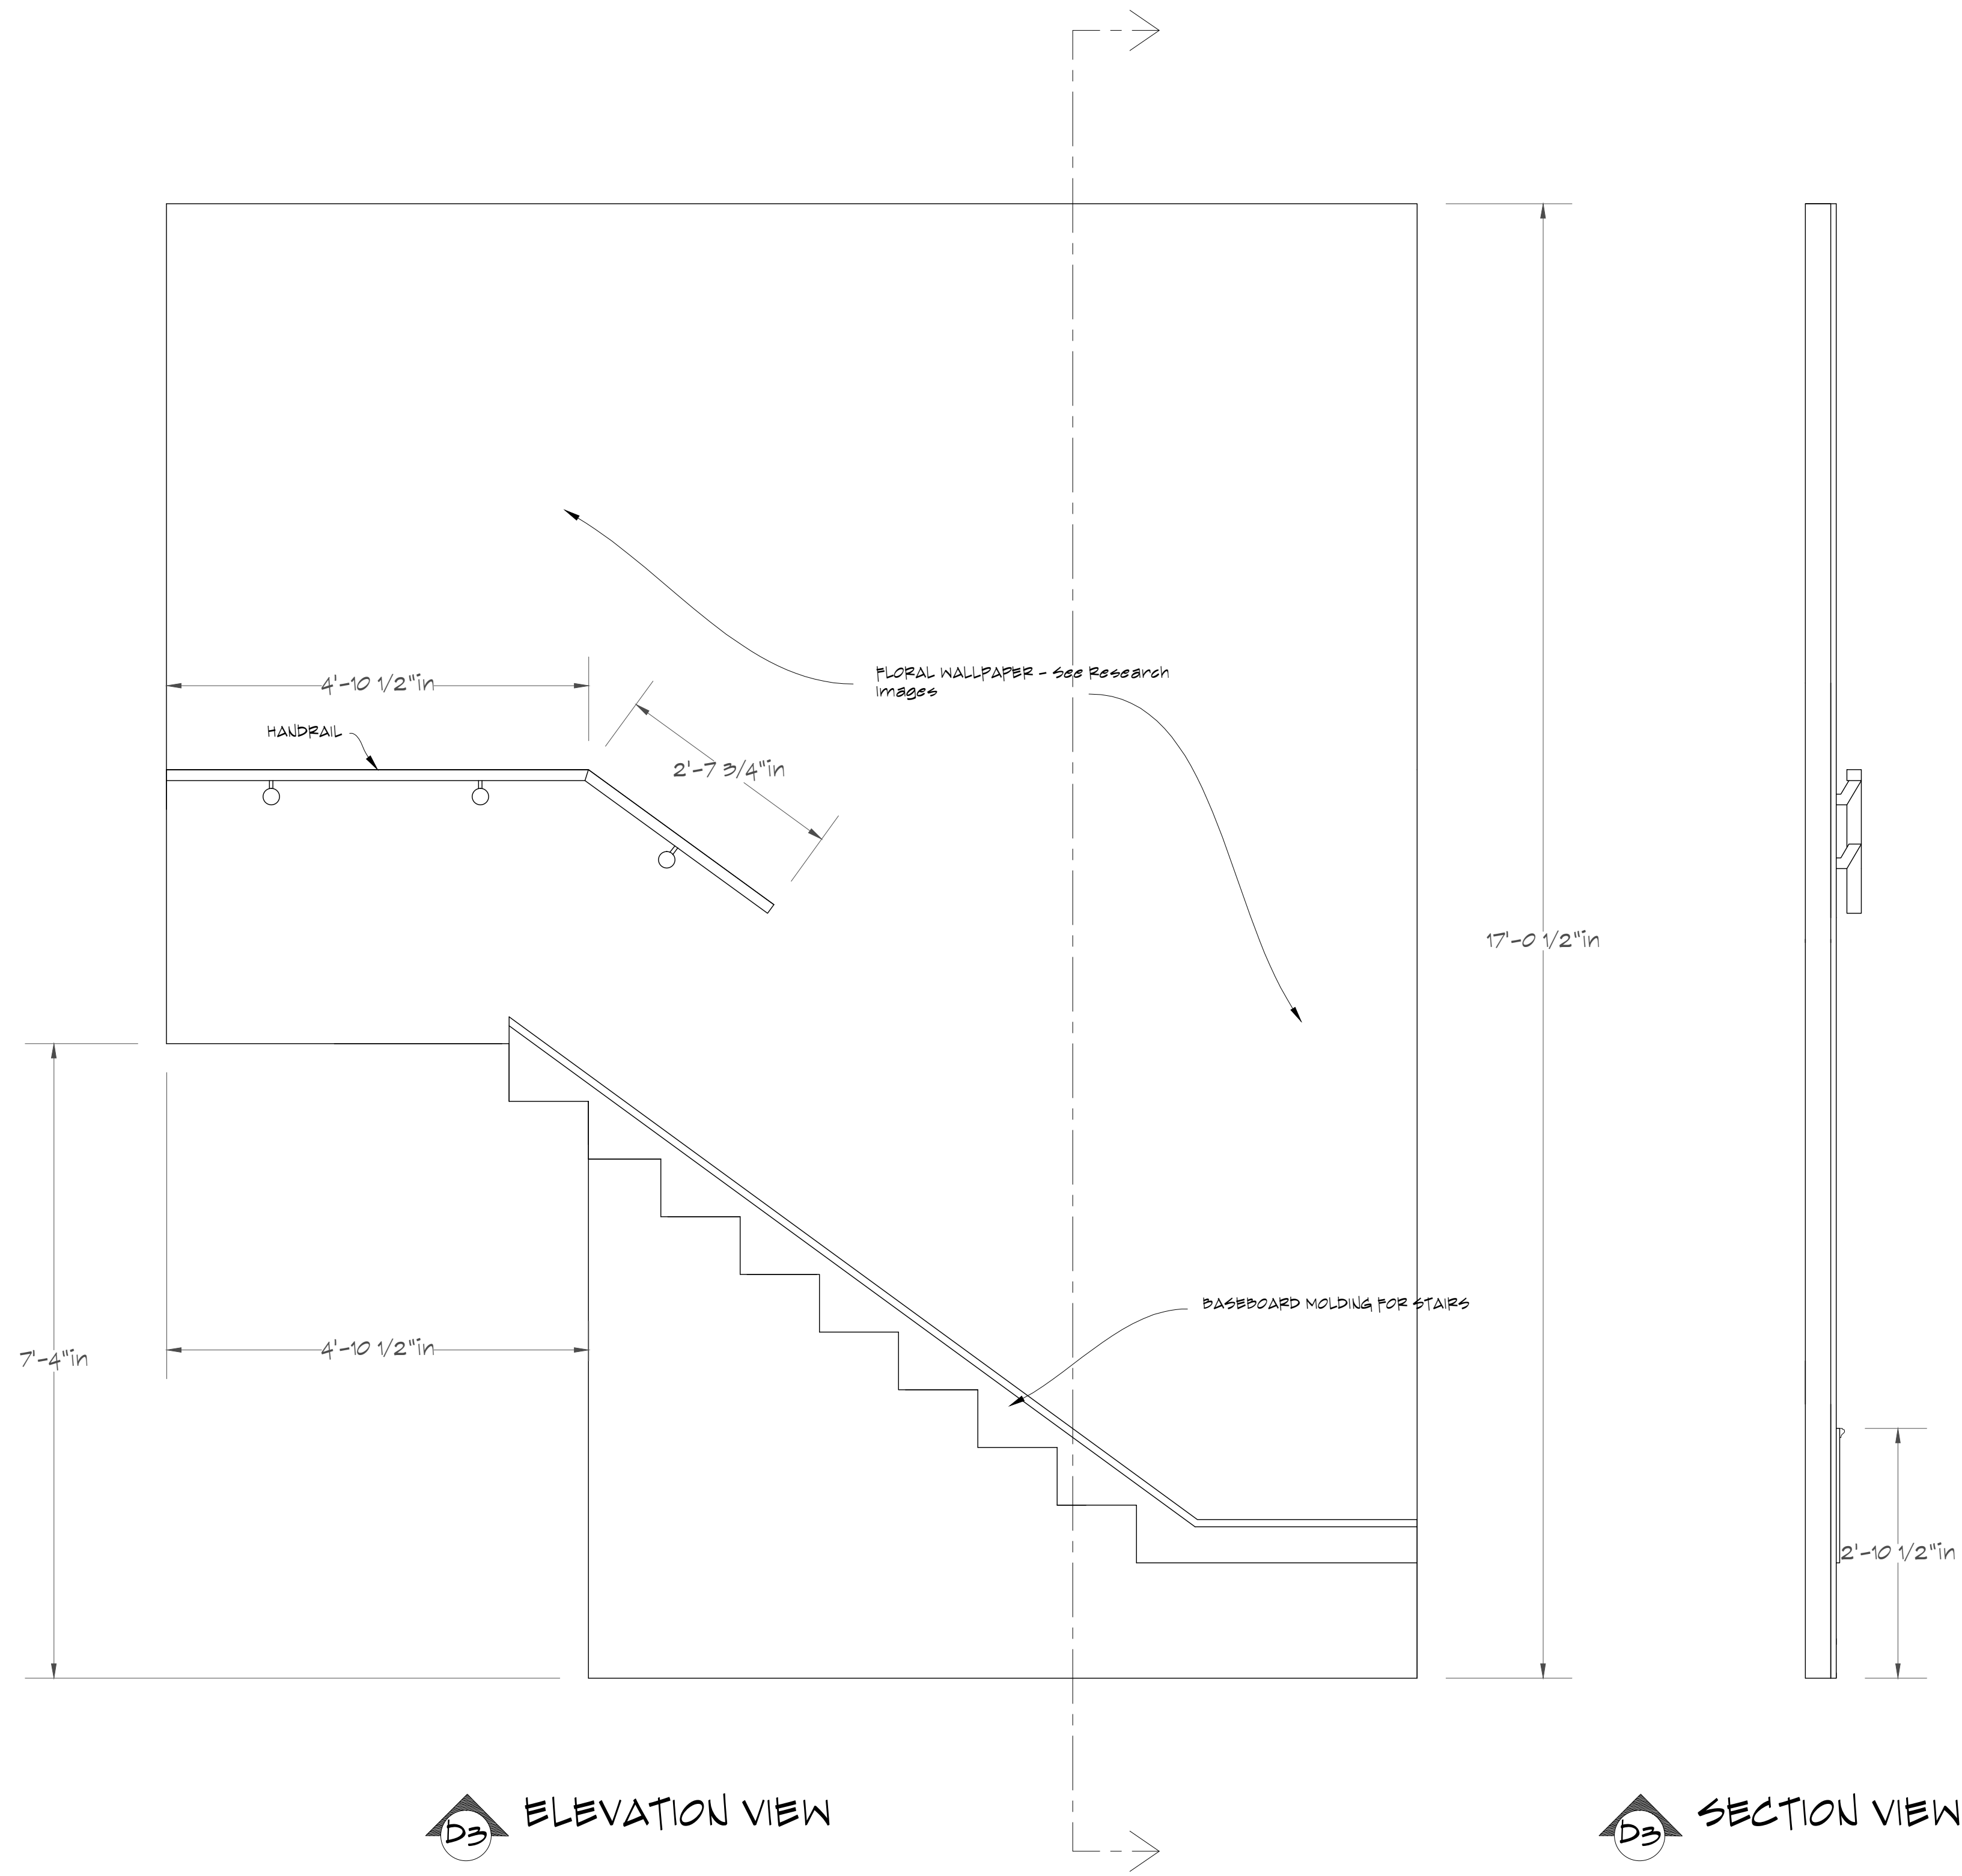 4'-10 1/2"in
HANDRAIL
2'-7 3/4"in
FLORAL WALLPAPER - See Research
Images
17'-0 1/2"in
7'-4"in
4'-10 1/2"in
BASEBOARD MOLDING FOR STAIRS
2'-10 1/2"in
D3 ELEVATION VIEW
D3 SECTION VIEW